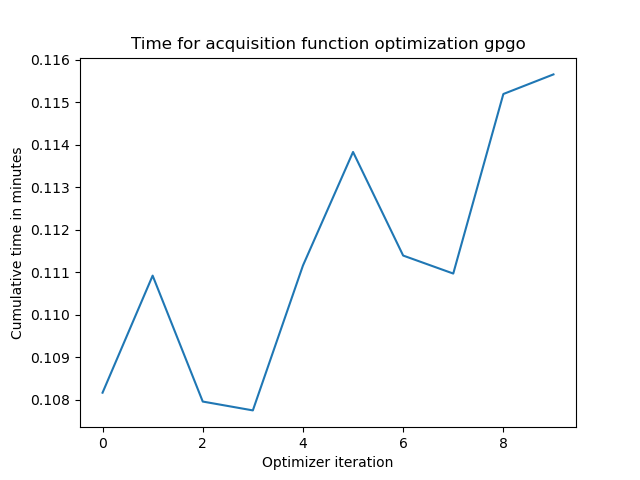 Time for acquisition function optimization gpgo
0.116
0.115
0.114
0.113
0.112
0.111
0.110
0.109
0.108
Cumulative time in minutes
0 2 4 6 8
Optimizer iteration